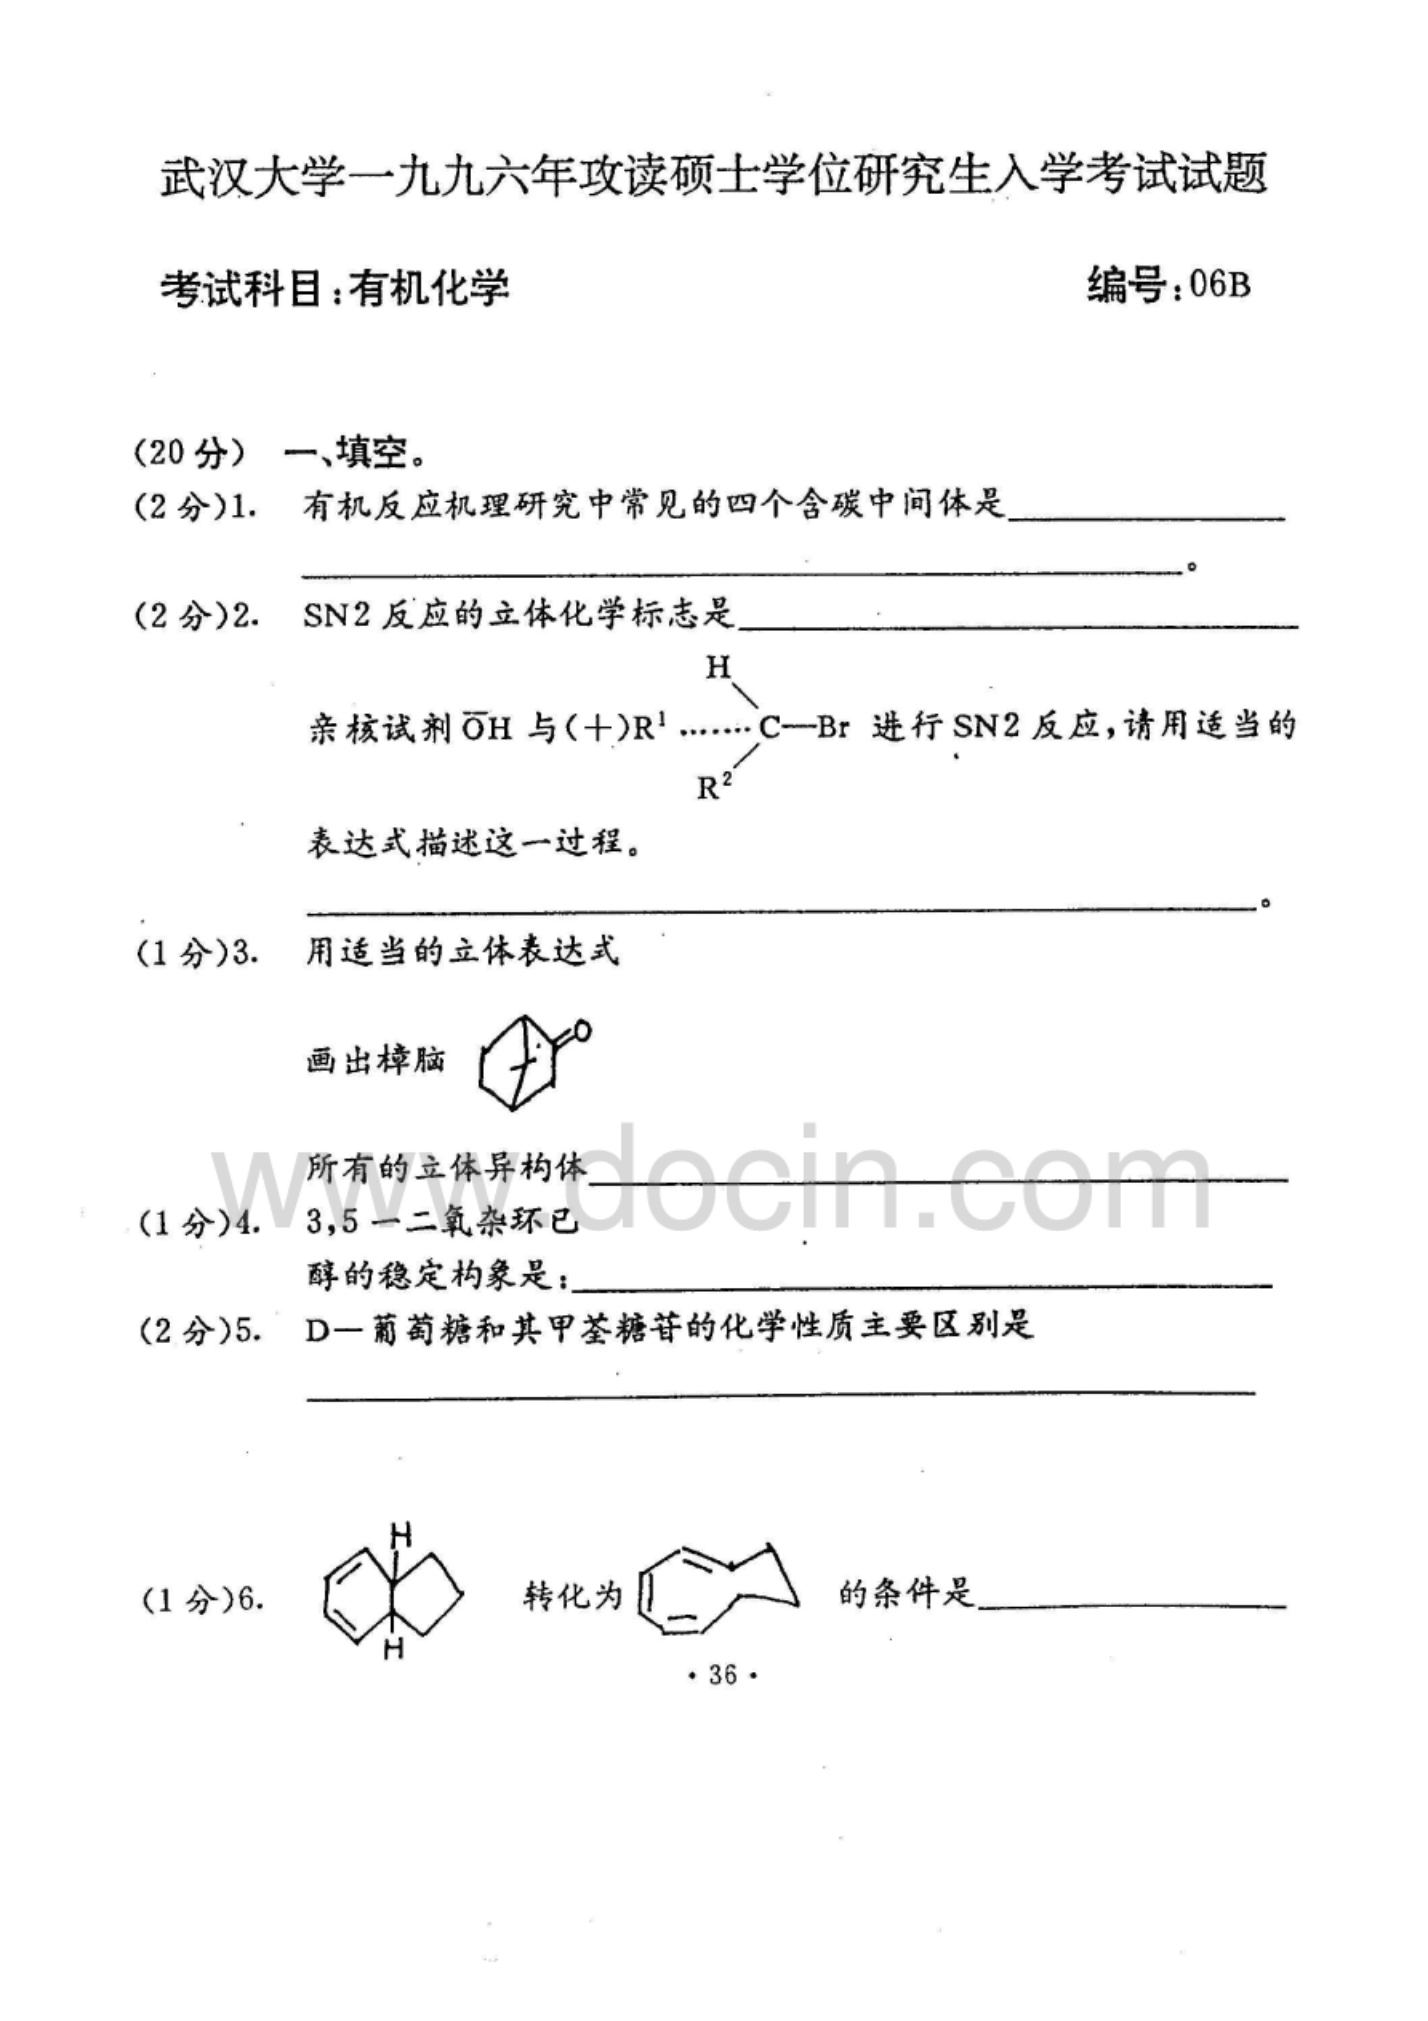 武汉大学一九九六年攻读硕士学位研究生入学考试试题
考试科目:有机化学 编号:06B
(20分) 一、填空。
(2分)1. 有机反应机理研究中常见的四个含碳中间体是
。
(2分)2. SN2反应的立体化学标志是
H
亲核试剂ŌH与(+)R¹ ……C—Br 进行SN2反应,请用适当的
R²
表达式描述这一过程。
。
(1分)3. 用适当的立体表达式
O
画出樟脑
所有的立体异构体
(1分)4. 3,5一二氧杂环已
醇的稳定构象是:
(2分)5. D—葡萄糖和其甲荃糖苷的化学性质主要区别是
H
(1分)6. 转化为 的条件是
H
·36·
www.docin.com